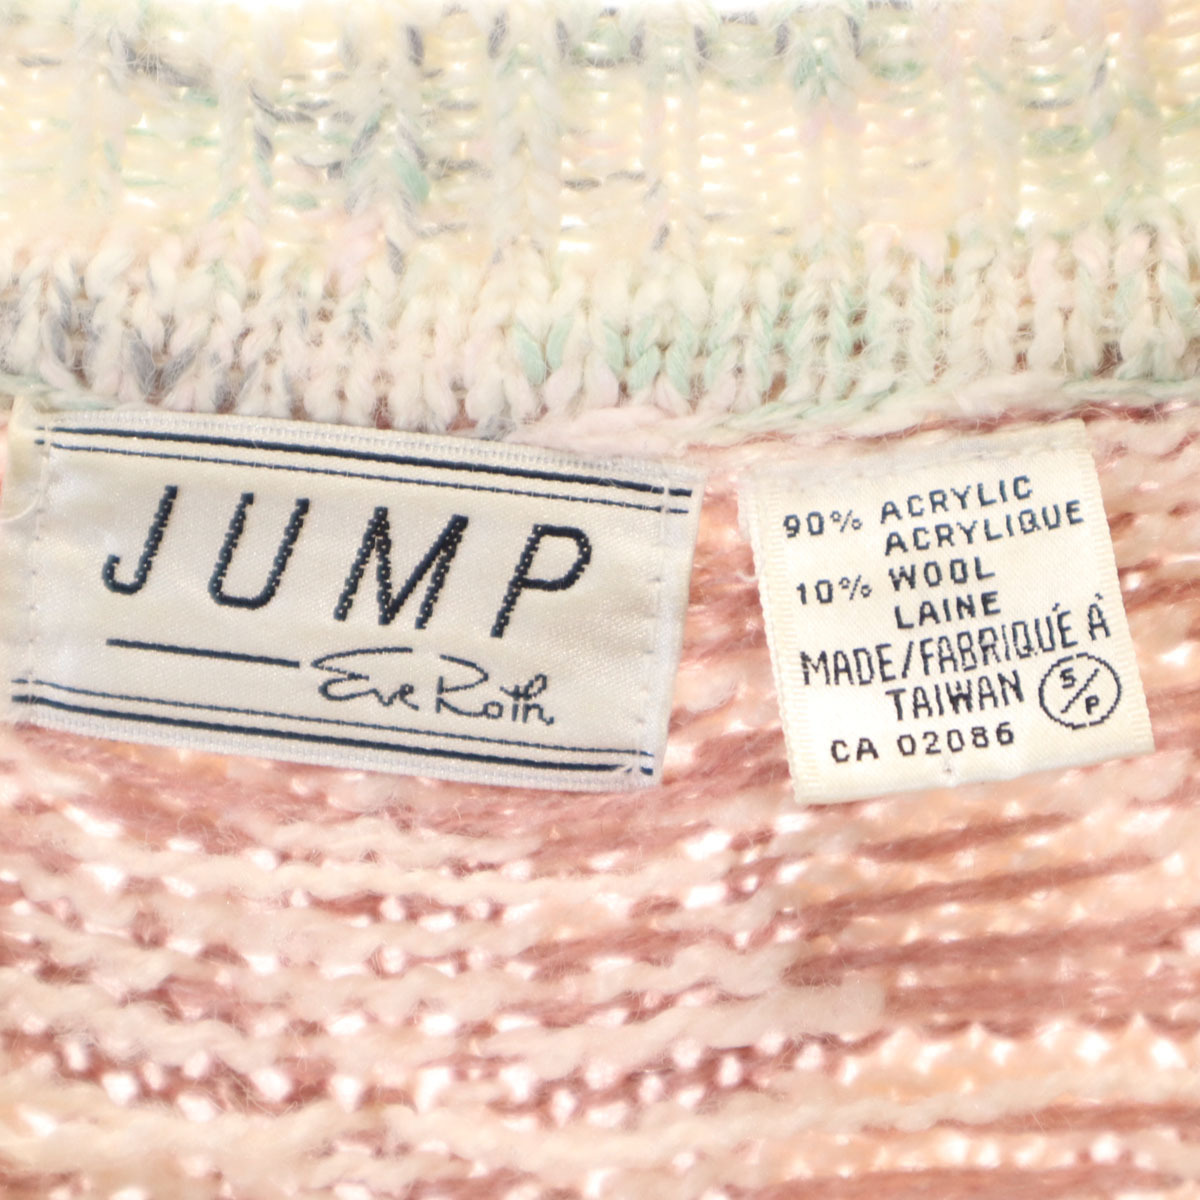 JUMP
Eve Roth
90% ACRYLIC
ACRYLIQUE
10% WOOL
LAINE
MADE/FABRIQUÉ À
TAIWAN S/P
CA 02086